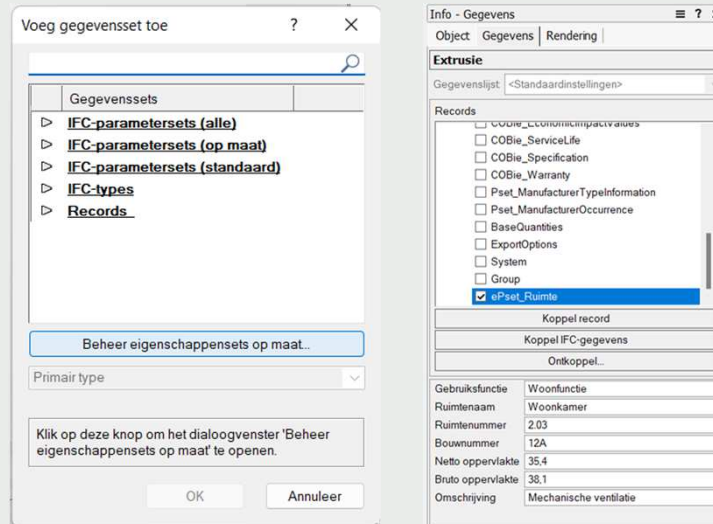 Voeg gegevensset toe
?
Gegevenssets
IFC-parametersets (alle)
IFC-parametersets (op maat)
IFC-parametersets (standaard)
IFC-types
Records
Beheer eigenschappensets op maat...
Primair type
Klik op deze knop om het dialoogvenster 'Beheer
eigenschappensets op maat' te openen.
OK
Annuleer
Info - Gegevens
?
Object Gegevens Rendering
Extrusie
Gegevenslijst <Standaardinstellingen>
Records
COBie_EconomicImpactValues
COBie_ServiceLife
COBie_Specification
COBie_Warranty
Pset_ManufacturerTypeInformation
Pset_ManufacturerOccurrence
BaseQuantities
ExportOptions
System
Group
ePset_Ruimte
Koppel record
Koppel IFC-gegevens
Ontkoppel...
Gebruiksfunctie Woonfunctie
Ruimtenaam Woonkamer
Ruimtenummer 2.03
Bouwnummer 12A
Netto oppervlakte 35,4
Bruto oppervlakte 38,1
Omschrijving Mechanische ventilatie